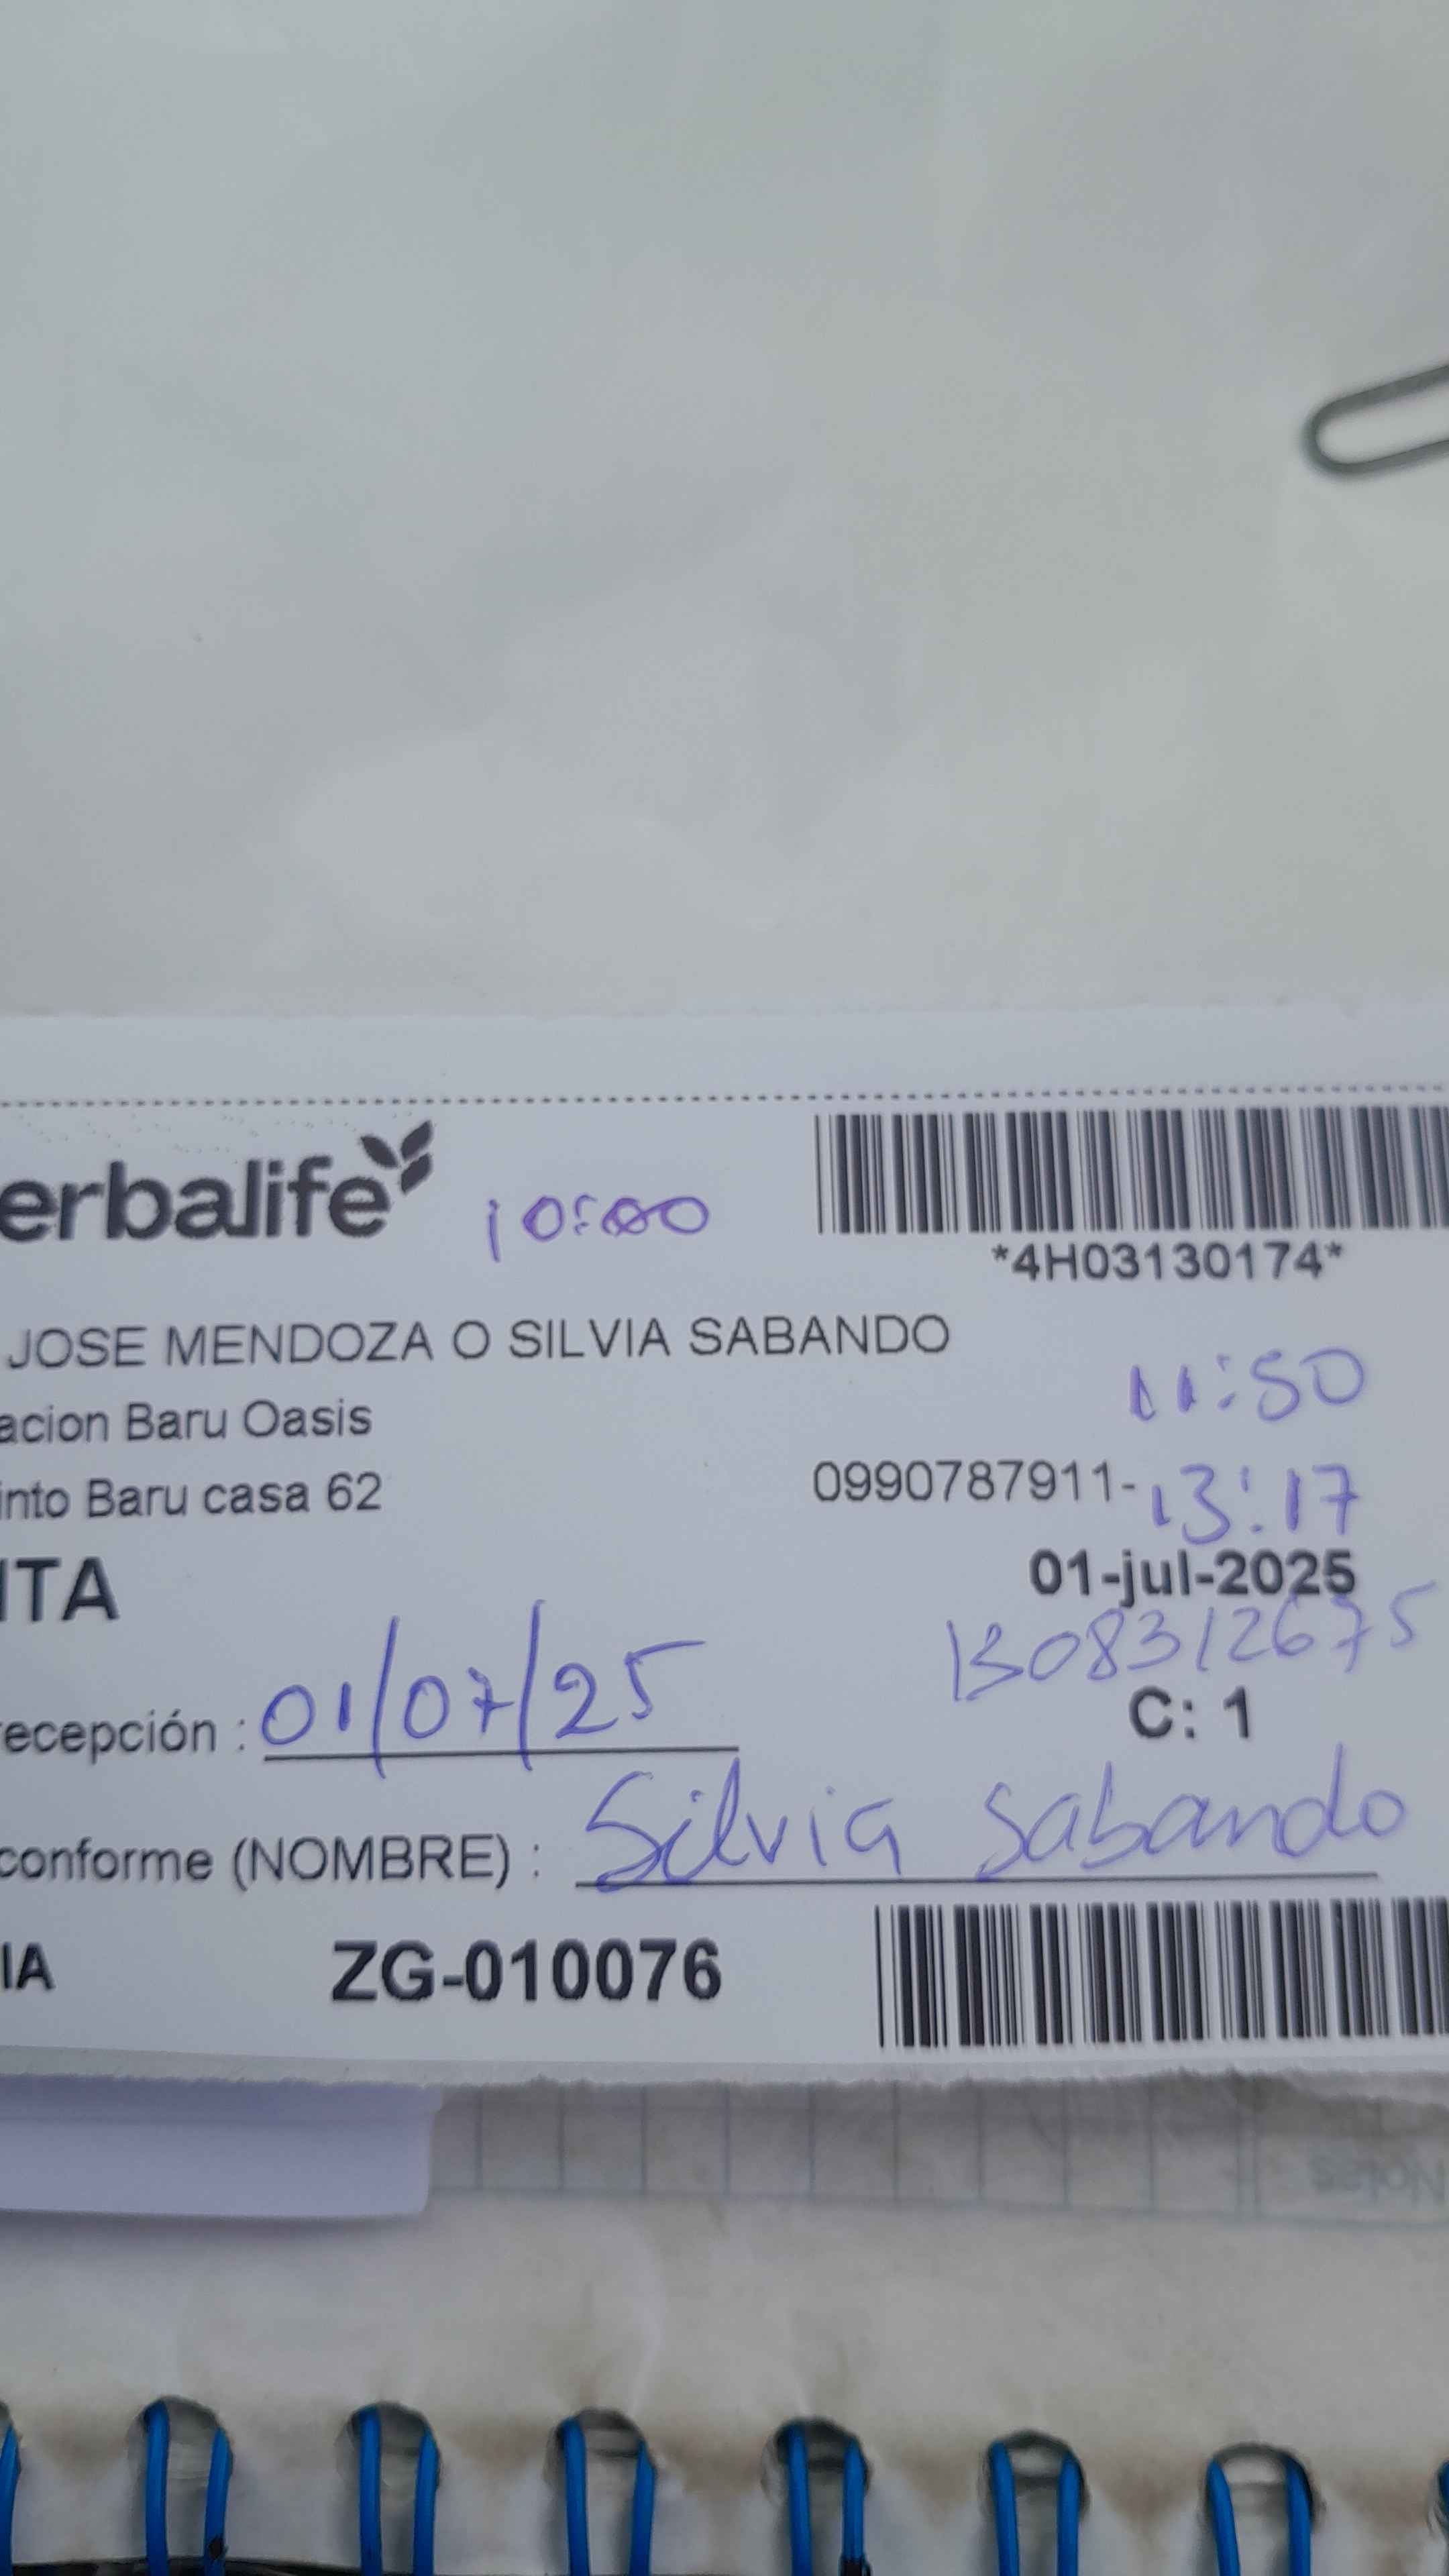 erbalife 10:00
*4H03130174*
JOSE MENDOZA O SILVIA SABANDO
11:50
acion Baru Oasis
0990787911- 13:17
into Baru casa 62
01-jul-2025
ITA
1308312675
recepción : 01/07/25
C: 1
conforme (NOMBRE) : Silvia Sabando
IA ZG-010076
Notes